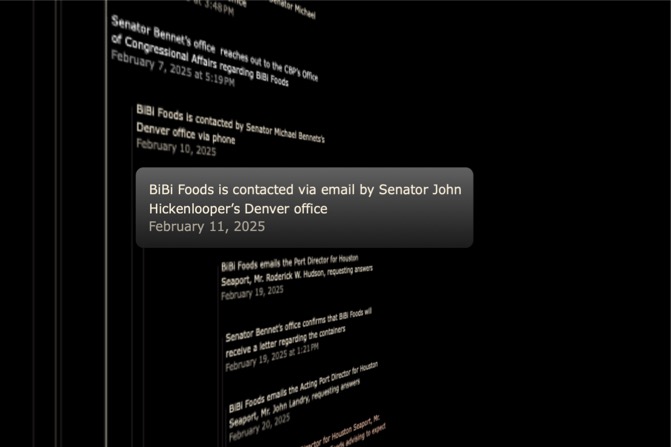 at 3:48PM
Senator Michael
Senator Bennet's office reaches out to the CBP's Office
of Congressional Affairs regarding BiBi Foods
February 7, 2025 at 5:19PM
BiBi Foods is contacted by Senator Michael Bennets's
Denver office via phone
February 10, 2025
BiBi Foods is contacted via email by Senator John
Hickenlooper's Denver office
February 11, 2025
BiBi Foods emails the Port Director for Houston
Seaport, Mr. Roderick W. Hudson, requesting answers
February 19, 2025
Senator Bennet's office confirms that BiBi Foods will
receive a letter regarding the containers
February 19, 2025 at 1:21PM
BiBi Foods emails the Acting Port Director for Houston
Seaport, Mr. John Landry, requesting answers
February 20, 2025
Director for Houston Seaport, Mr.
Foods advising to expect